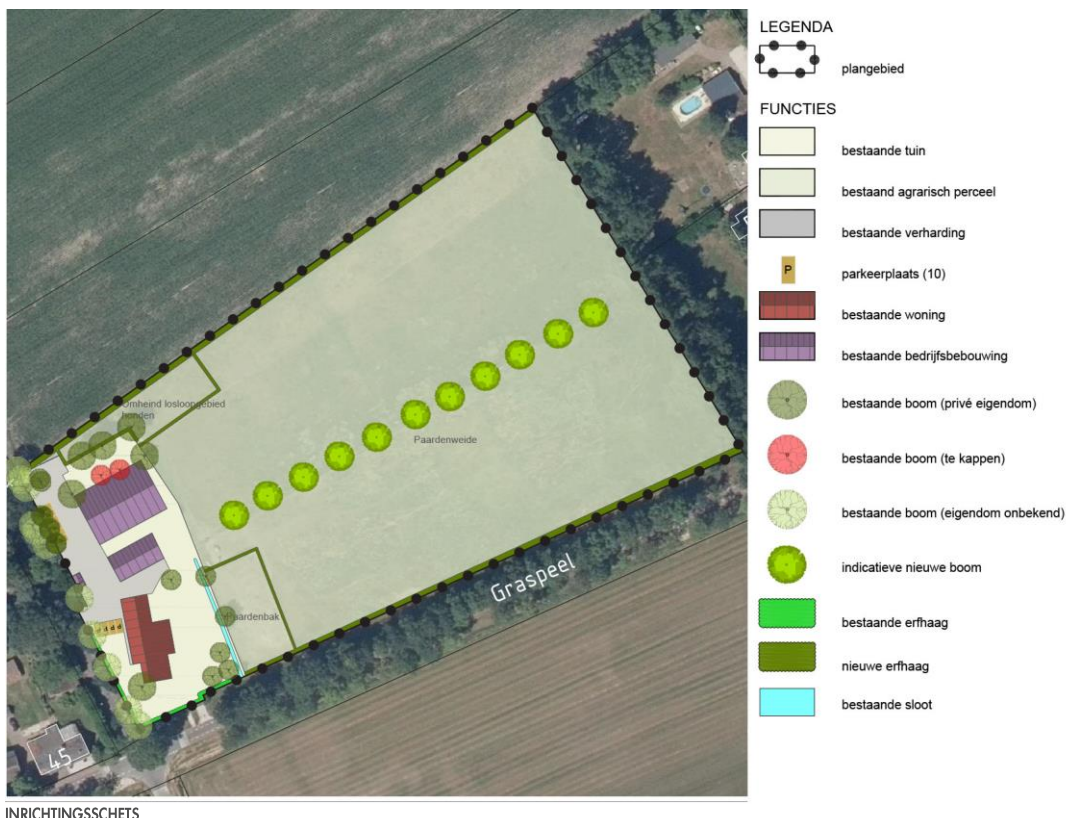 LEGENDA
plangebied
FUNCTIES
bestaande tuin
bestaand agrarisch perceel
bestaande verharding
P
parkeerplaats (10)
bestaande woning
bestaande bedrijfsbebouwing
bestaande boom (privé eigendom)
bestaande boom (te kappen)
bestaande boom (eigendom onbekend)
indicatieve nieuwe boom
bestaande erfhaag
nieuwe erfhaag
bestaande sloot
Omheind losloopgebied
honden
Paardenweide
Paardenbak
Graspeel
45
INRICHTINGSSCHETS